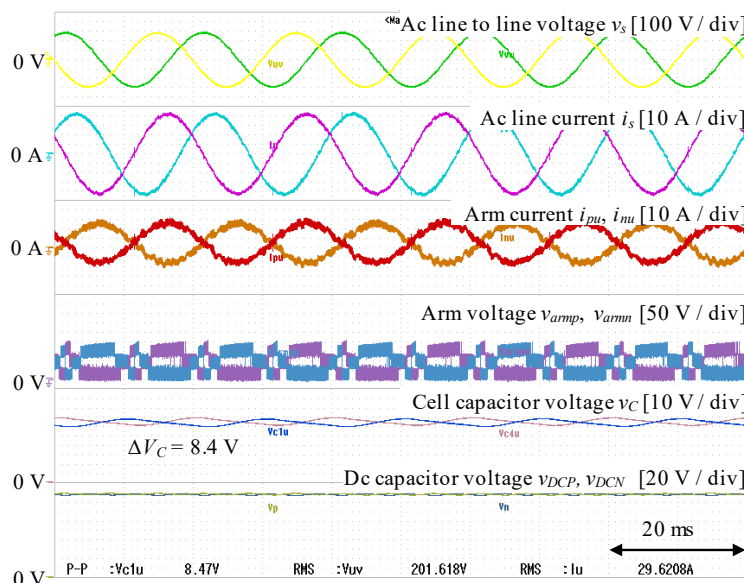 <Ma
Ac line to line voltage vs [100 V / div]
0 V
Vuv
Vvu
Ac line current is [10 A / div]
0 A
Iu
Arm current ipu, inu [10 A / div]
0 A
Inu
Ipu
Arm voltage varmp, varmn [50 V / div]
0 V
Cell capacitor voltage vC [10 V / div]
Vc1u
Vc4u
ΔVC = 8.4 V
0 V
Dc capacitor voltage vDCP, vDCN [20 V / div]
Vp
Vn
20 ms
P-P :Vc1u 8.47V RMS :Vuv 201.618V RMS :Iu 29.6208A
0 V